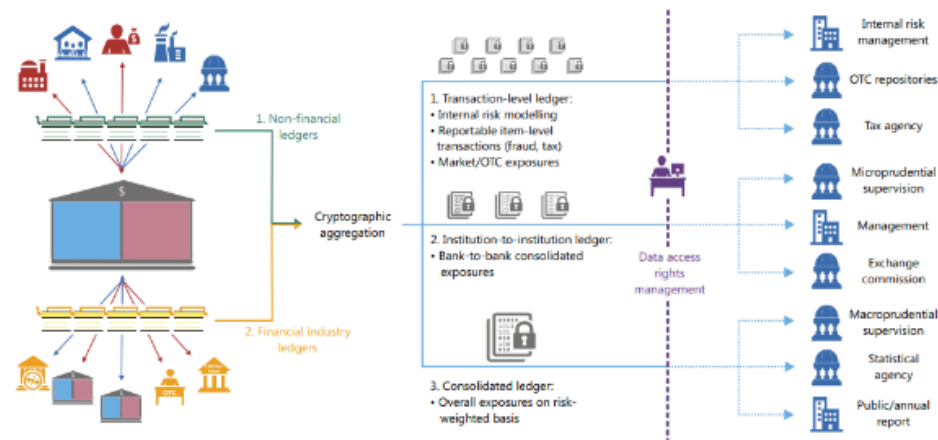 $
1. Non-financial
ledgers
$
Cryptographic
aggregation
2. Financial industry
ledgers
OTC
1. Transaction-level ledger:
• Internal risk modelling
• Reportable item-level
transactions (fraud, tax)
• Market/OTC exposures
2. Institution-to-institution ledger:
• Bank-to-bank consolidated
exposures
3. Consolidated ledger:
• Overall exposures on risk-
weighted basis
Data access
rights
management
Internal risk
management
OTC repositories
Tax agency
Microprudential
supervision
Management
Exchange
commission
Macroprudential
supervision
Statistical
agency
Public/annual
report